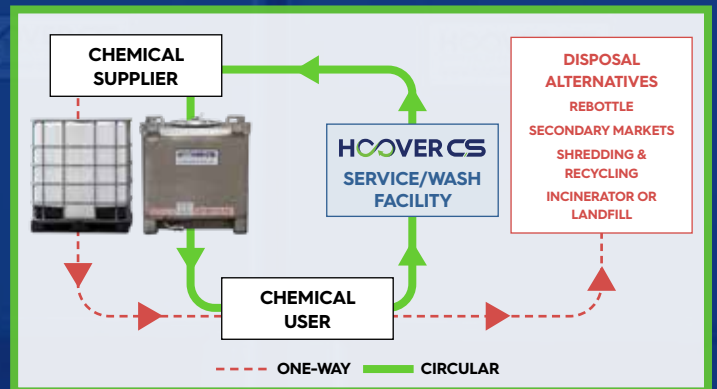 CHEMICAL
SUPPLIER
HOOVER CS
SERVICE/WASH
FACILITY
DISPOSAL
ALTERNATIVES
REBOTTLE
SECONDARY MARKETS
SHREDDING &
RECYCLING
INCINERATOR OR
LANDFILL
CHEMICAL
USER
ONE-WAY
CIRCULAR